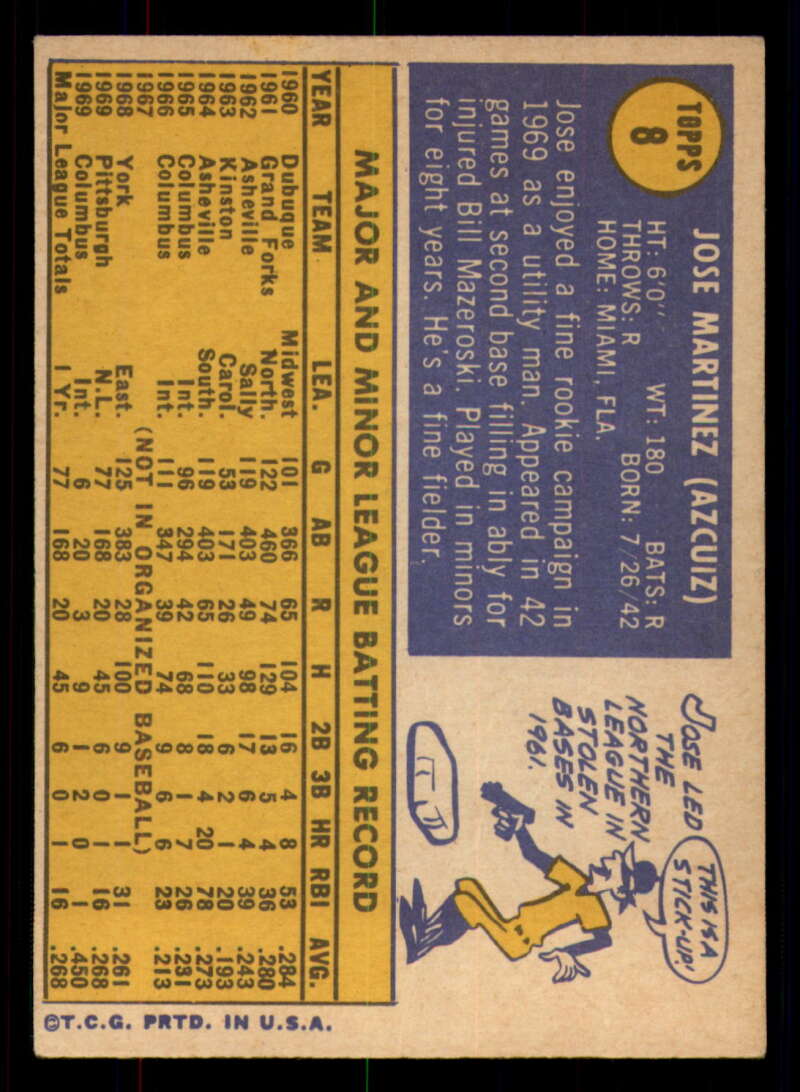 TOPPS
8
JOSE MARTINEZ (AZCUIZ)
HT: 6'0" WT: 180 BATS: R
THROWS: R BORN: 7/26/42
HOME: MIAMI, FLA.
Jose enjoyed a fine rookie campaign in
1969 as a utility man. Appeared in 42
games at second base filling in ably for
injured Bill Mazeroski. Played in minors
for eight years. He's a fine fielder.
JOSE LED
THE
NORTHERN
LEAGUE IN
STOLEN
BASES IN
1961.
THIS IS A
STICK-UP!
MAJOR AND MINOR LEAGUE BATTING RECORD
YEAR TEAM LEA. G AB R H 2B 3B HR RBI AVG.
1960 Dubuque Midwest 101 366 65 104 16 4 8 53 .284
1961 Grand Forks North. 122 460 74 129 13 5 4 36 .280
1962 Asheville Sally 119 403 49 98 17 6 4 39 .243
1963 Kinston Carol. 53 171 26 33 6 2 1 20 .193
1964 Asheville South. 119 403 65 110 18 4 20 78 .273
1965 Columbus Int. 96 294 42 68 8 1 7 26 .231
1966 Columbus Int. 111 347 39 74 9 6 6 23 .213
1967 (NOT IN ORGANIZED BASEBALL)
1968 York East. 125 383 28 100 9 1 1 31 .261
1969 Pittsburgh N.L. 77 168 20 45 6 0 1 16 .268
1969 Columbus Int. 6 20 3 9 1 2 0 1 .450
Major League Totals 1 Yr. 77 168 20 45 6 0 1 16 .268
©T.C.G. PRTD. IN U.S.A.